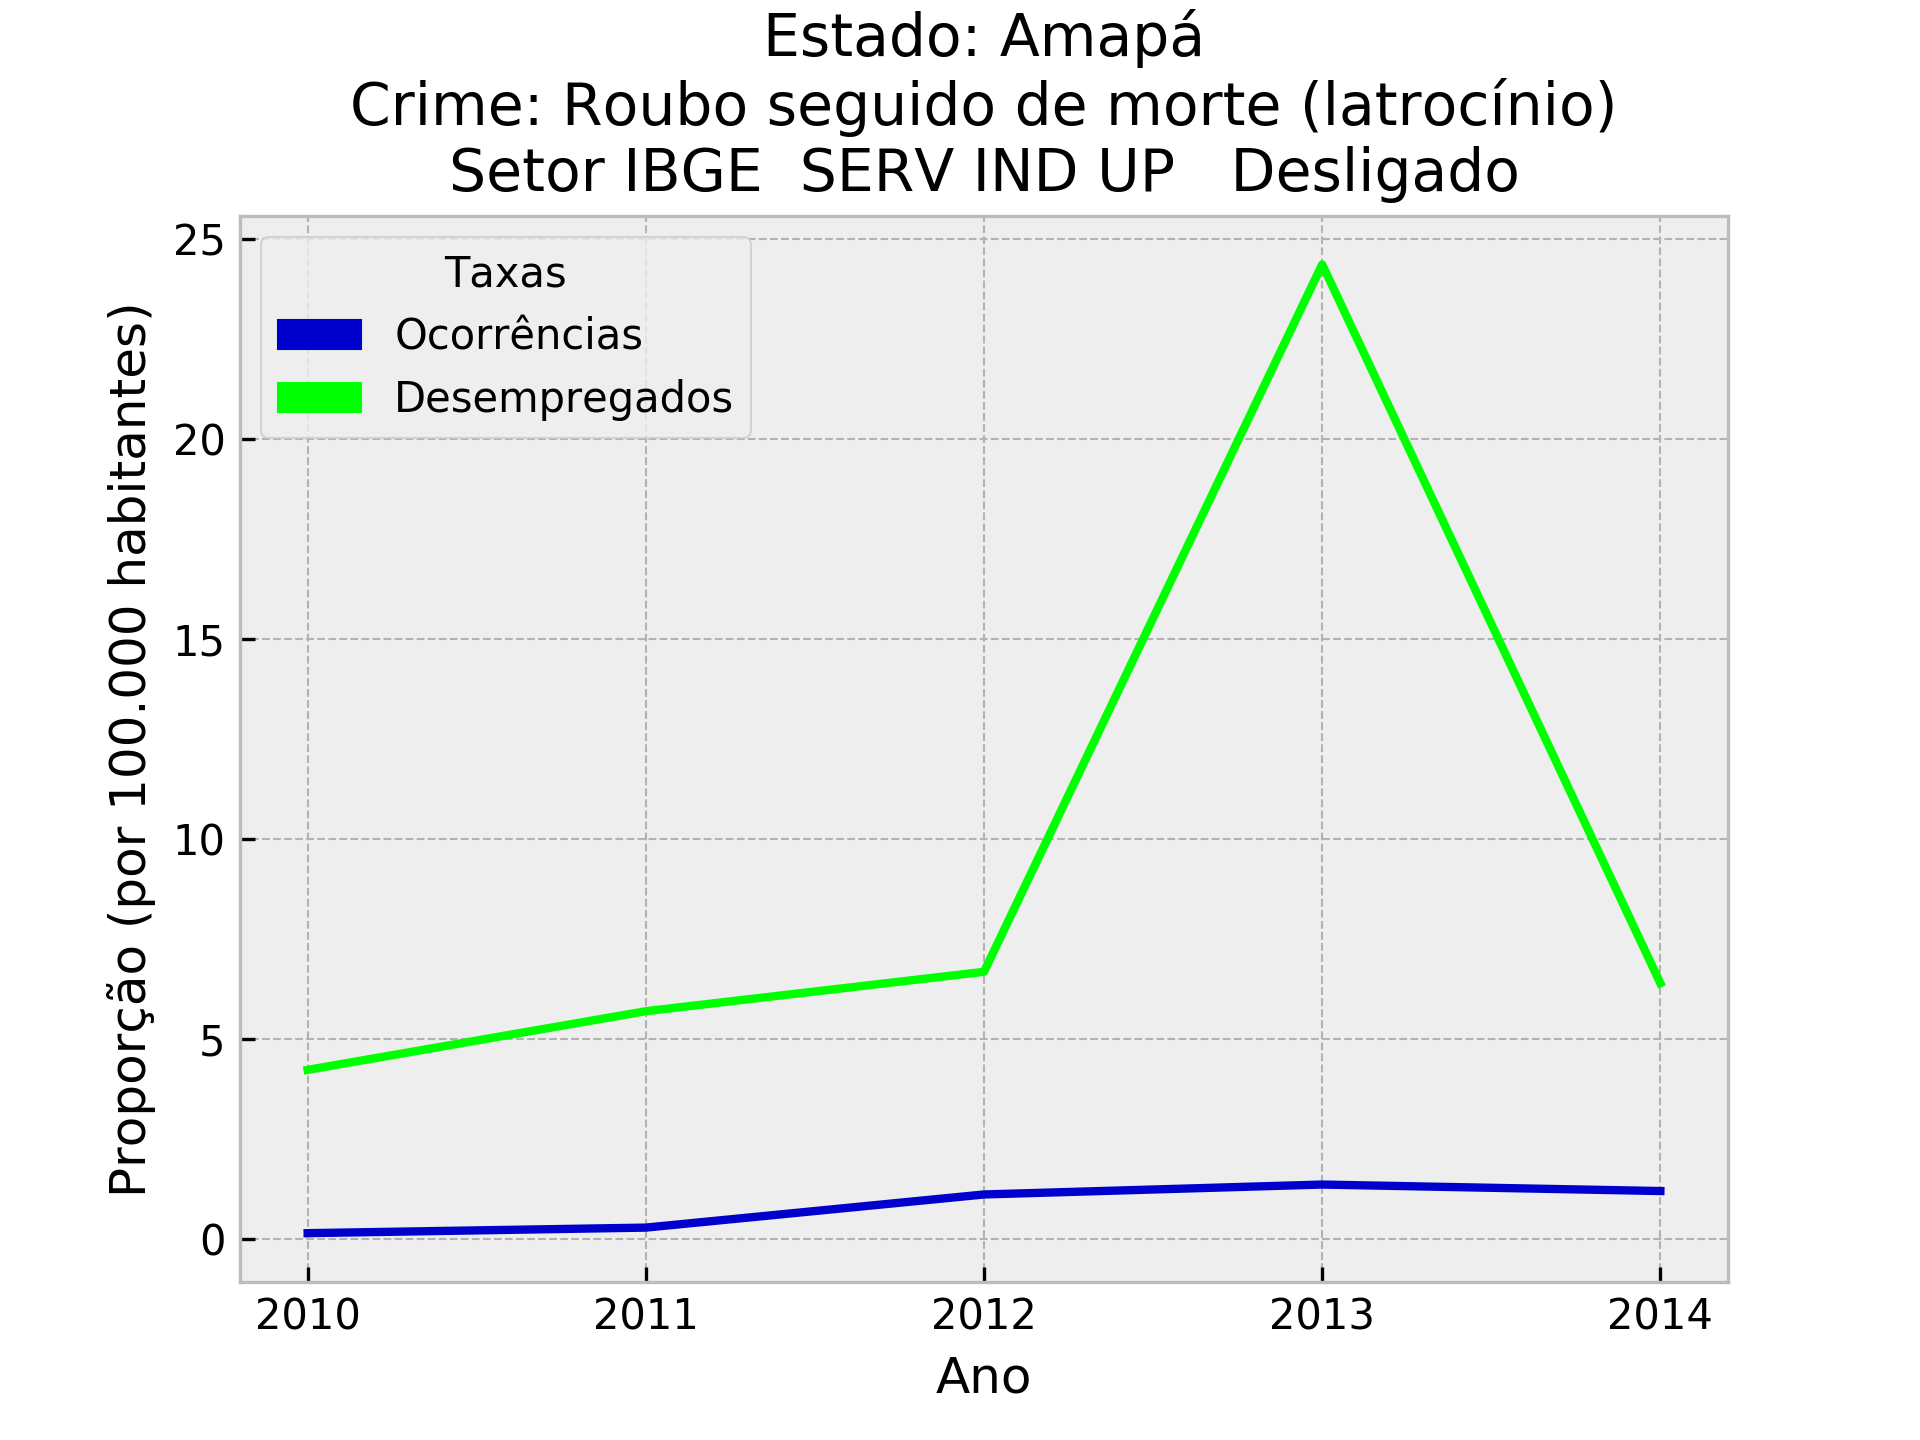 Estado: Amapá
Crime: Roubo seguido de morte (latrocínio)
Setor IBGE  SERV IND UP   Desligado
Proporção (por 100.000 habitantes)
25
20
15
10
5
0
Taxas
Ocorrências
Desempregados
2010
2011
2012
2013
2014
Ano